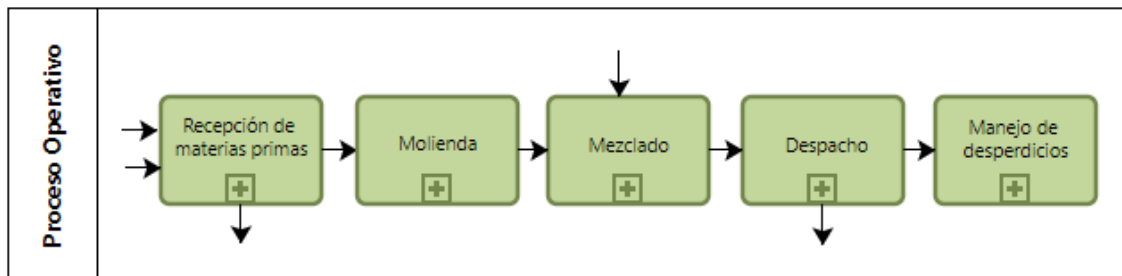 Proceso Operativo
Recepción de
materias primas
Molienda
Mezclado
Despacho
Manejo de
desperdicios